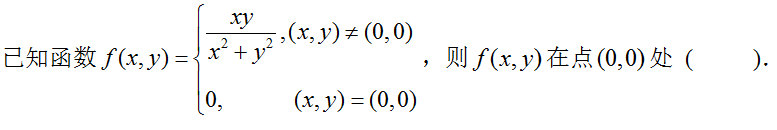 已知函数 f(x,y) = { xy/(x²+y²), (x,y) ≠ (0,0)
0, (x,y) = (0,0) ，则 f(x,y) 在点(0,0)处 (　　).